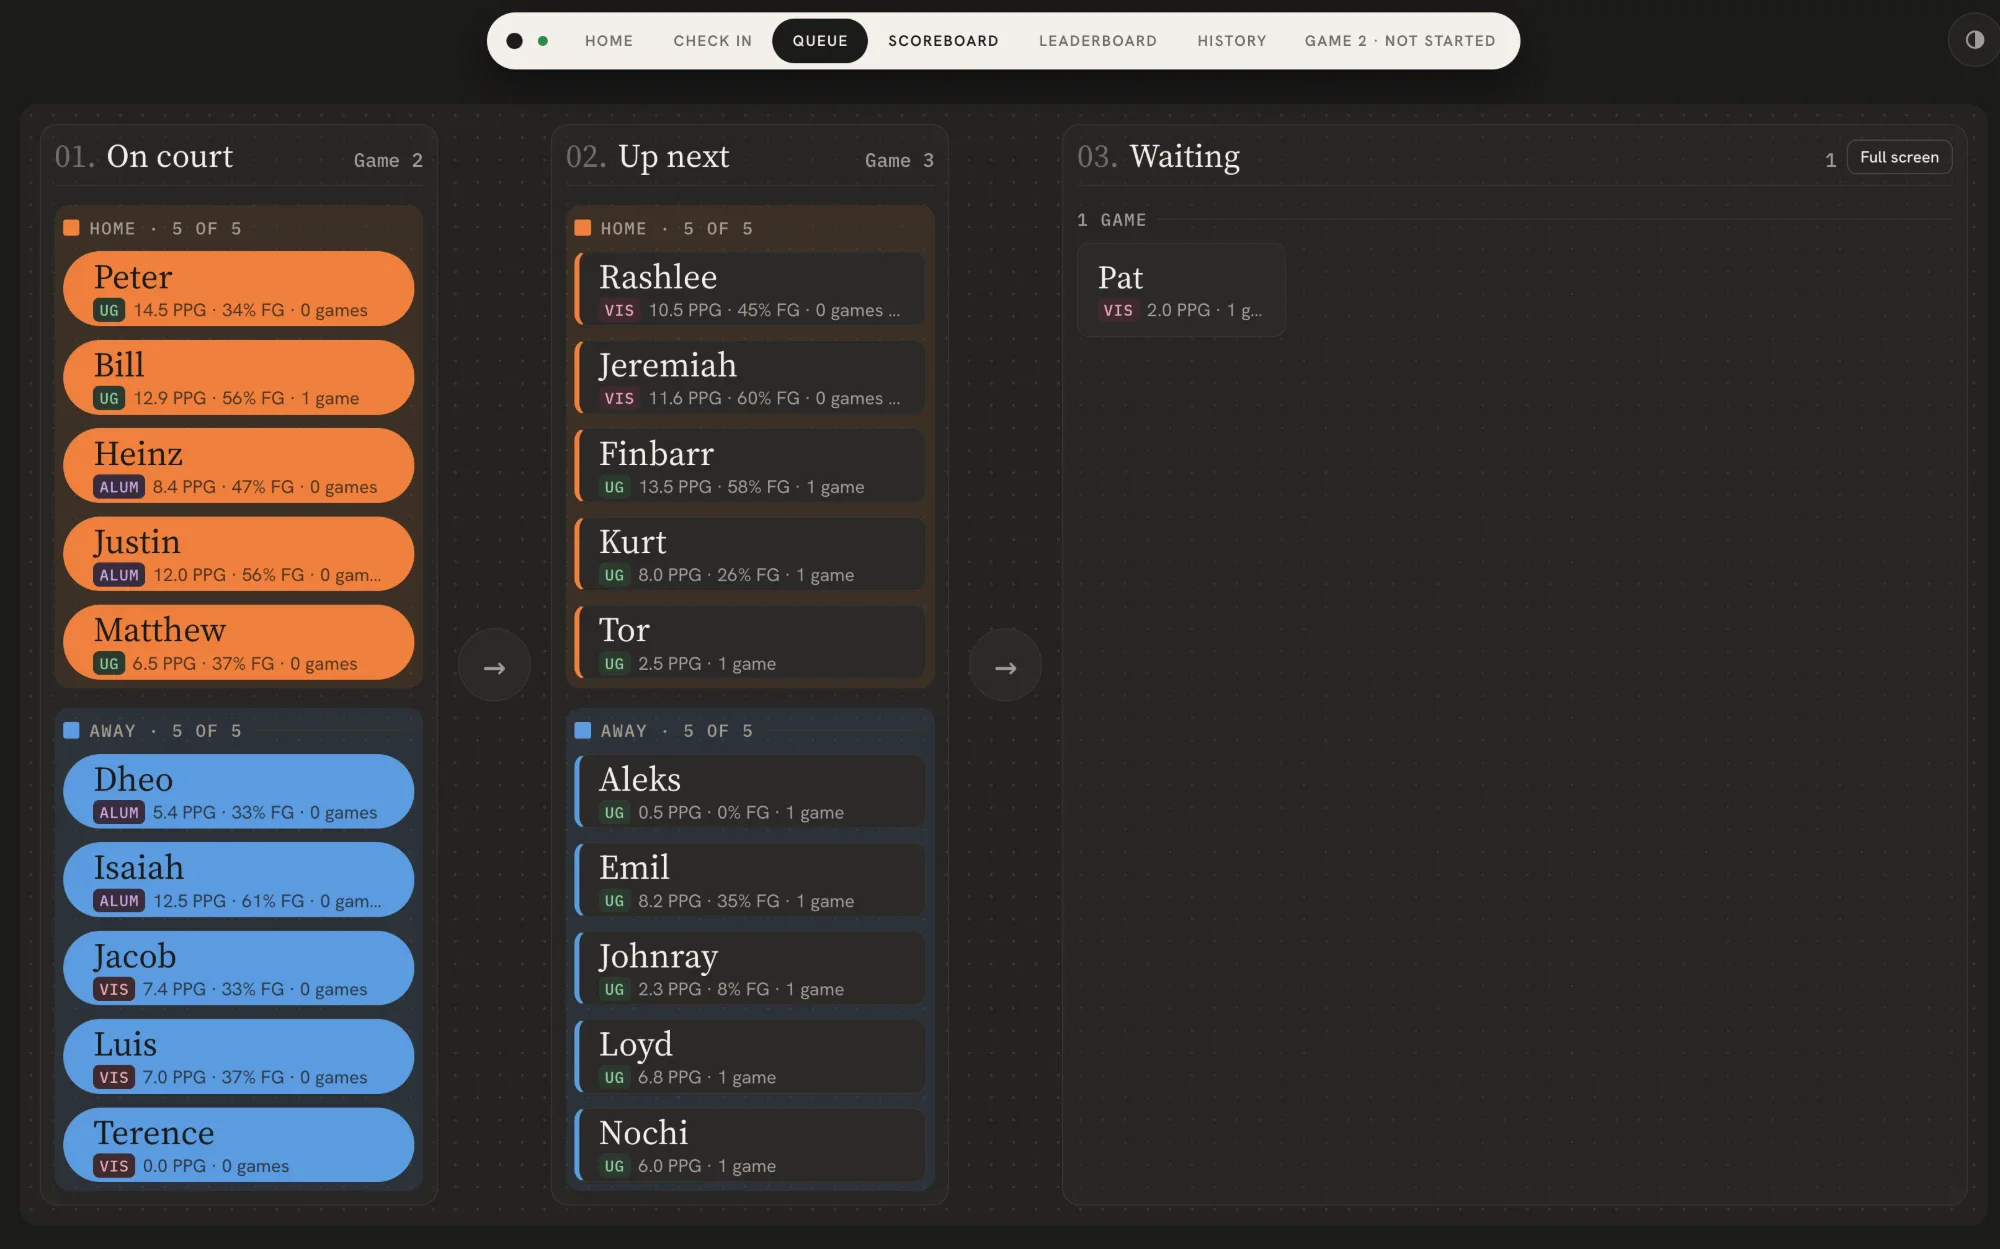 HOME CHECK IN QUEUE SCOREBOARD LEADERBOARD HISTORY GAME 2 · NOT STARTED
01. On court Game 2
HOME · 5 OF 5
Peter
UG 14.5 PPG · 34% FG · 0 games
Bill
UG 12.9 PPG · 56% FG · 1 game
Heinz
ALUM 8.4 PPG · 47% FG · 0 games
Justin
ALUM 12.0 PPG · 56% FG · 0 gam...
Matthew
UG 6.5 PPG · 37% FG · 0 games
AWAY · 5 OF 5
Dheo
ALUM 5.4 PPG · 33% FG · 0 games
Isaiah
ALUM 12.5 PPG · 61% FG · 0 gam...
Jacob
VIS 7.4 PPG · 33% FG · 0 games
Luis
VIS 7.0 PPG · 37% FG · 0 games
Terence
VIS 0.0 PPG · 0 games
→
02. Up next Game 3
HOME · 5 OF 5
Rashlee
VIS 10.5 PPG · 45% FG · 0 games ...
Jeremiah
VIS 11.6 PPG · 60% FG · 0 games ...
Finbarr
UG 13.5 PPG · 58% FG · 1 game
Kurt
UG 8.0 PPG · 26% FG · 1 game
Tor
UG 2.5 PPG · 1 game
AWAY · 5 OF 5
Aleks
UG 0.5 PPG · 0% FG · 1 game
Emil
UG 8.2 PPG · 35% FG · 1 game
Johnray
UG 2.3 PPG · 8% FG · 1 game
Loyd
UG 6.8 PPG · 1 game
Nochi
UG 6.0 PPG · 1 game
→
03. Waiting 1 Full screen
1 GAME
Pat
VIS 2.0 PPG · 1 g...